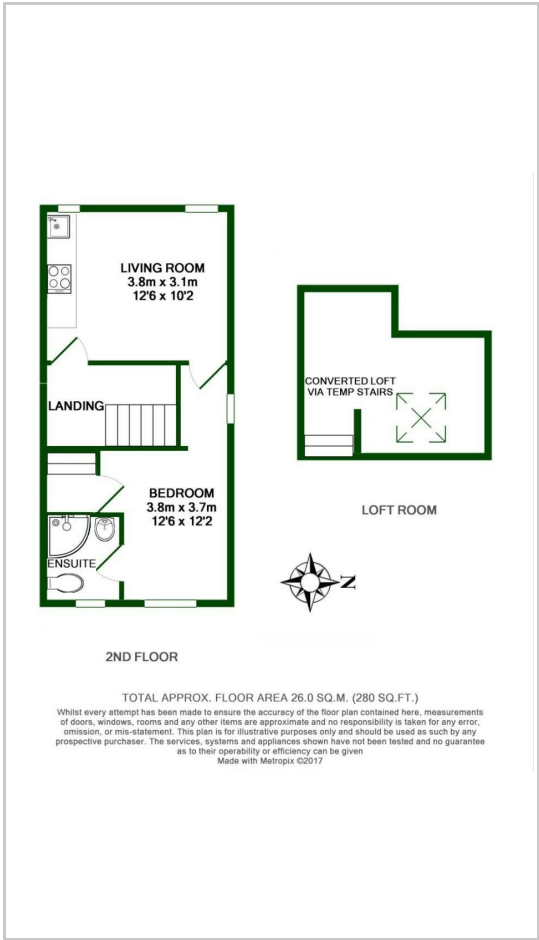 LIVING ROOM
3.8m x 3.1m
12'6 x 10'2
LANDING
BEDROOM
3.8m x 3.7m
12'6 x 12'2
ENSUITE
2ND FLOOR
CONVERTED LOFT
VIA TEMP STAIRS
LOFT ROOM
N
TOTAL APPROX. FLOOR AREA 26.0 SQ.M. (280 SQ.FT.)
Whilst every attempt has been made to ensure the accuracy of the floor plan contained here, measurements
of doors, windows, rooms and any other items are approximate and no responsibility is taken for any error,
omission, or mis-statement. This plan is for illustrative purposes only and should be used as such by any
prospective purchaser. The services, systems and appliances shown have not been tested and no guarantee
as to their operability or efficiency can be given
Made with Metropix ©2017